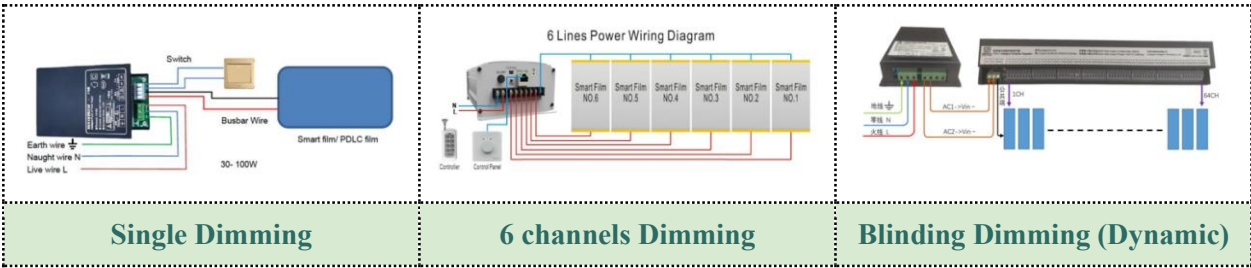 Switch
Busbar Wire
Smart film/ PDLC film
Earth wire
Naught wire N
Live wire L
30- 100W
6 Lines Power Wiring Diagram
Smart Film
NO.6
Smart Film
NO.5
Smart Film
NO.4
Smart Film
NO.3
Smart Film
NO.2
Smart Film
NO.1
N
L
Controller
Control Panel
地线
零线 N
火线 L
AC1->Vin~
AC2->Vin~
1CH
64CH
Single Dimming
6 channels Dimming
Blinding Dimming (Dynamic)